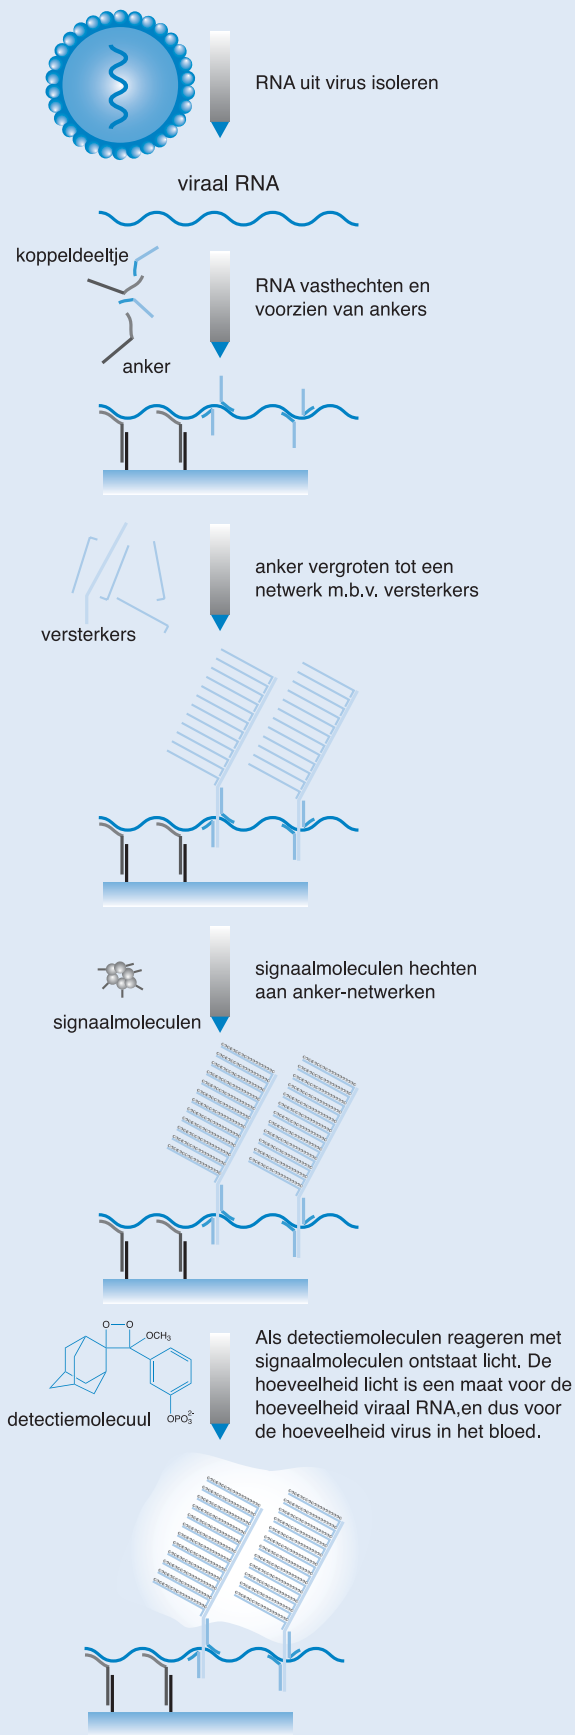 RNA uit virus isoleren
viraal RNA
koppeldeeltje
RNA vasthechten en
voorzien van ankers
anker
anker vergroten tot een
netwerk m.b.v. versterkers
versterkers
signaalmoleculen hechten
aan anker-netwerken
signaalmoleculen
O O
OCH3
OPO3 2-
detectiemolecuul
Als detectiemoleculen reageren met
signaalmoleculen ontstaat licht. De
hoeveelheid licht is een maat voor de
hoeveelheid viraal RNA,en dus voor
de hoeveelheid virus in het bloed.